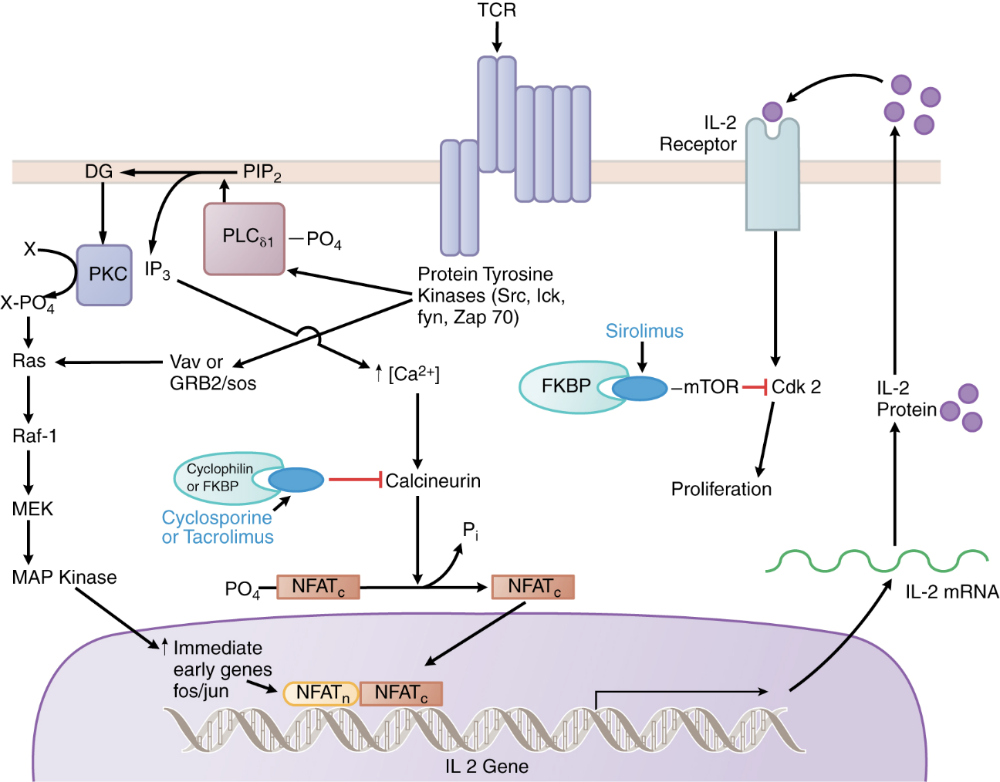 TCR
IL-2
Receptor
DG
PIP2
PLCδ1
–PO4
X
PKC
IP3
X-PO4
Protein Tyrosine
Kinases (Src, Ick,
fyn, Zap 70)
Sirolimus
Ras
Vav or
GRB2/sos
↑ [Ca2+]
FKBP
–mTOR
Cdk 2
IL-2
Protein
Raf-1
Cyclophilin
or FKBP
Calcineurin
Proliferation
MEK
Cyclosporine
or Tacrolimus
Pi
MAP Kinase
PO4
NFATc
NFATc
IL-2 mRNA
↑ Immediate
early genes
fos/jun
NFATn
NFATc
IL 2 Gene